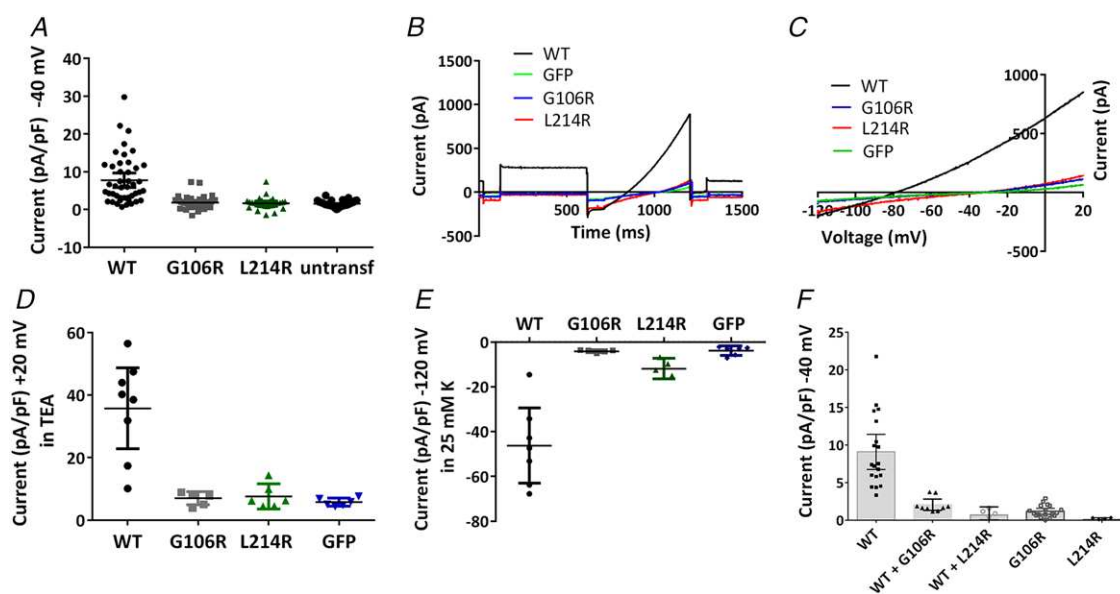 A
Current (pA/pF) -40 mV
40
30
20
10
0
-10
WT G106R L214R untransf
B
WT
GFP
G106R
L214R
Current (pA)
1500
1000
500
-500
500 1000 1500
Time (ms)
C
WT
G106R
L214R
GFP
1000
500
-500
Current (pA)
-120 -100 -80 -60 -40 -20 20
Voltage (mV)
D
Current (pA/pF) +20 mV
in TEA
60
40
20
0
WT G106R L214R GFP
E
WT G106R L214R GFP
Current (pA/pF) -120 mV
in 25 mM K
0
-20
-40
-60
-80
F
Current (pA/pF) -40 mV
25
20
15
10
5
0
WT
WT + G106R
WT + L214R
G106R
L214R